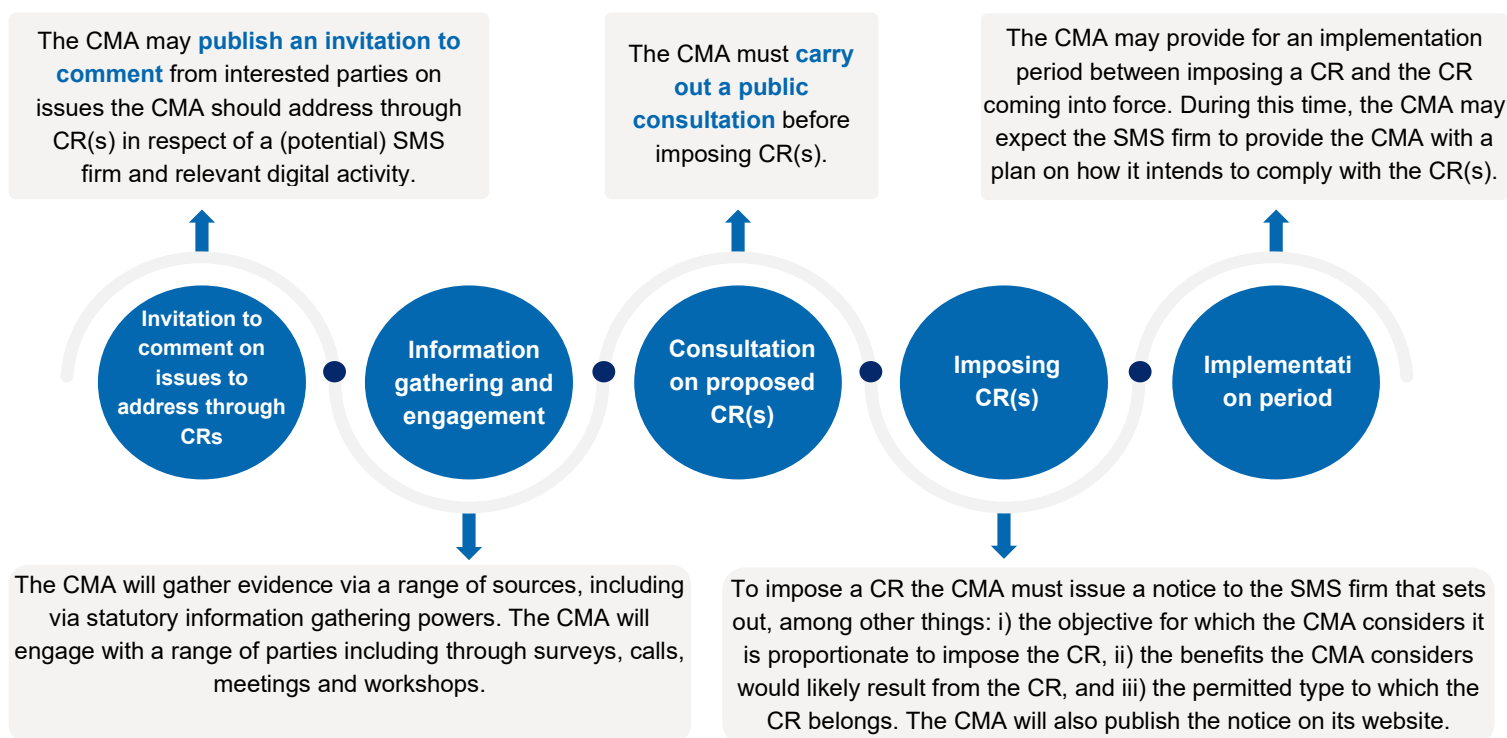 The CMA may publish an invitation to
comment from interested parties on
issues the CMA should address through
CR(s) in respect of a (potential) SMS
firm and relevant digital activity.
The CMA must carry
out a public
consultation before
imposing CR(s).
The CMA may provide for an implementation
period between imposing a CR and the CR
coming into force. During this time, the CMA may
expect the SMS firm to provide the CMA with a
plan on how it intends to comply with the CR(s).
Invitation to
comment on
issues to
address through
CRs
Information
gathering and
engagement
Consultation
on proposed
CR(s)
Imposing
CR(s)
Implementati
on period
The CMA will gather evidence via a range of sources, including
via statutory information gathering powers. The CMA will
engage with a range of parties including through surveys, calls,
meetings and workshops.
To impose a CR the CMA must issue a notice to the SMS firm that sets
out, among other things: i) the objective for which the CMA considers it
is proportionate to impose the CR, ii) the benefits the CMA considers
would likely result from the CR, and iii) the permitted type to which the
CR belongs. The CMA will also publish the notice on its website.